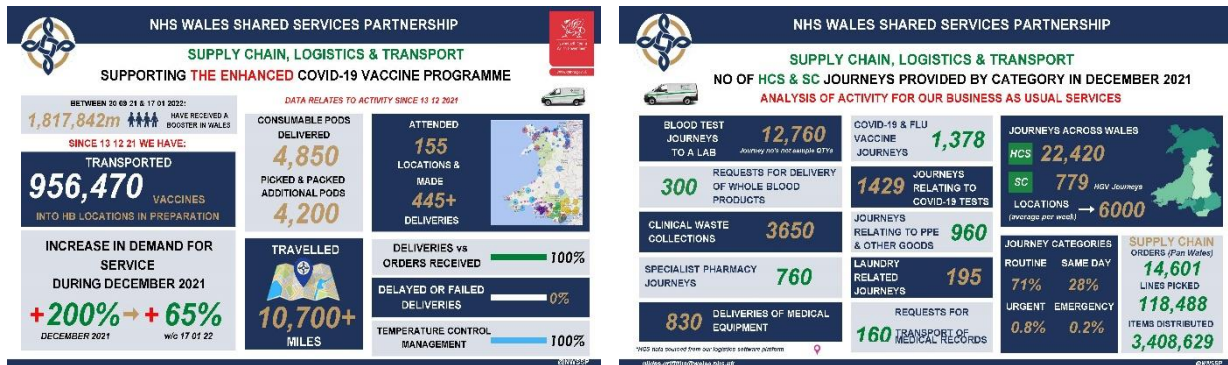 NHS WALES SHARED SERVICES PARTNERSHIP
SUPPLY CHAIN, LOGISTICS & TRANSPORT
SUPPORTING THE ENHANCED COVID-19 VACCINE PROGRAMME
BETWEEN 20 09 21 & 17 01 2022:
1,817,842m
HAVE RECEIVED A
BOOSTER IN WALES
SINCE 13 12 21 WE HAVE:
TRANSPORTED
956,470 VACCINES
INTO HB LOCATIONS IN PREPARATION
INCREASE IN DEMAND FOR
SERVICE
DURING DECEMBER 2021
+200% → + 65%
DECEMBER 2021
w/c 17 01 22
DATA RELATES TO ACTIVITY SINCE 13 12 2021
CONSUMABLE PODS
DELIVERED
4,850
PICKED & PACKED
ADDITIONAL PODS
4,200
TRAVELLED
10,700+
MILES
ATTENDED
155
LOCATIONS &
MADE
445+
DELIVERIES
DELIVERIES vs
ORDERS RECEIVED
100%
DELAYED OR FAILED
DELIVERIES
0%
TEMPERATURE CONTROL
MANAGEMENT
100%
@NWSSP
NHS WALES SHARED SERVICES PARTNERSHIP
SUPPLY CHAIN, LOGISTICS & TRANSPORT
NO OF HCS & SC JOURNEYS PROVIDED BY CATEGORY IN DECEMBER 2021
ANALYSIS OF ACTIVITY FOR OUR BUSINESS AS USUAL SERVICES
BLOOD TEST
JOURNEYS
TO A LAB
12,760
Journey no's not sample QTYs
300
REQUESTS FOR DELIVERY
OF WHOLE BLOOD
PRODUCTS
CLINICAL WASTE
COLLECTIONS
3650
SPECIALIST PHARMACY
JOURNEYS
760
830
DELIVERIES OF MEDICAL
EQUIPMENT
*HCS data sourced from our logistics software platform
COVID-19 & FLU
VACCINE
JOURNEYS
1,378
1429
JOURNEYS
RELATING TO
COVID-19 TESTS
JOURNEYS
RELATING TO PPE
& OTHER GOODS
960
LAUNDRY
RELATED
JOURNEYS
195
REQUESTS FOR
160 TRANSPORT OF
MEDICAL RECORDS
JOURNEYS ACROSS WALES
HCS 22,420
SC 779 HGV Journeys
LOCATIONS
(average per week)
→ 6000
JOURNEY CATEGORIES
ROUTINE SAME DAY
71% 28%
URGENT EMERGENCY
0.8% 0.2%
SUPPLY CHAIN
ORDERS (Pan Wales)
14,601
LINES PICKED
118,488
ITEMS DISTRIBUTED
3,408,629
@NWSSP